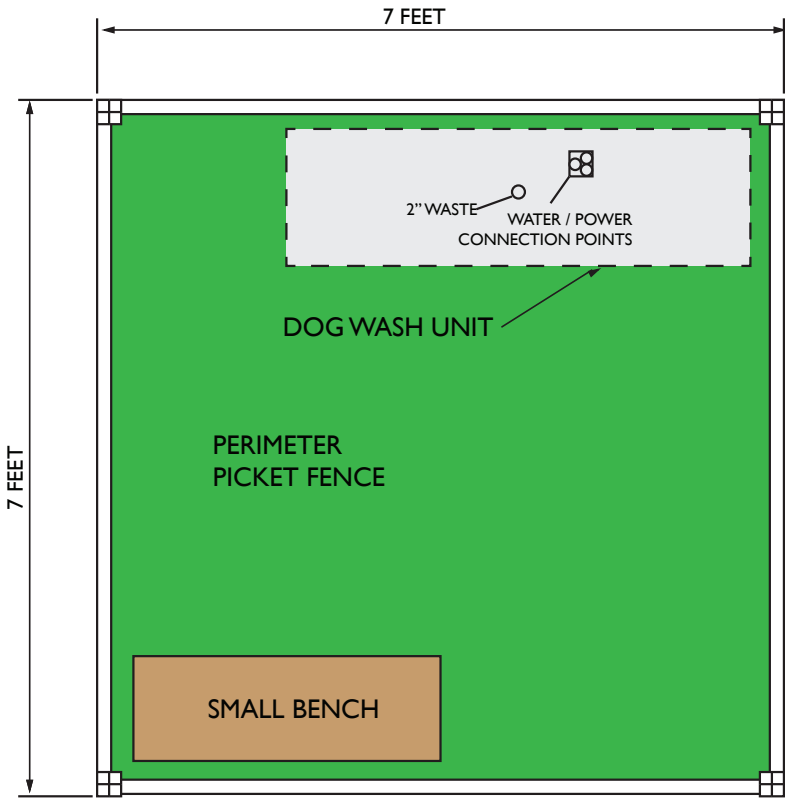 7 FEET
2” WASTE
WATER / POWER
CONNECTION POINTS
DOG WASH UNIT
PERIMETER
PICKET FENCE
7 FEET
SMALL BENCH